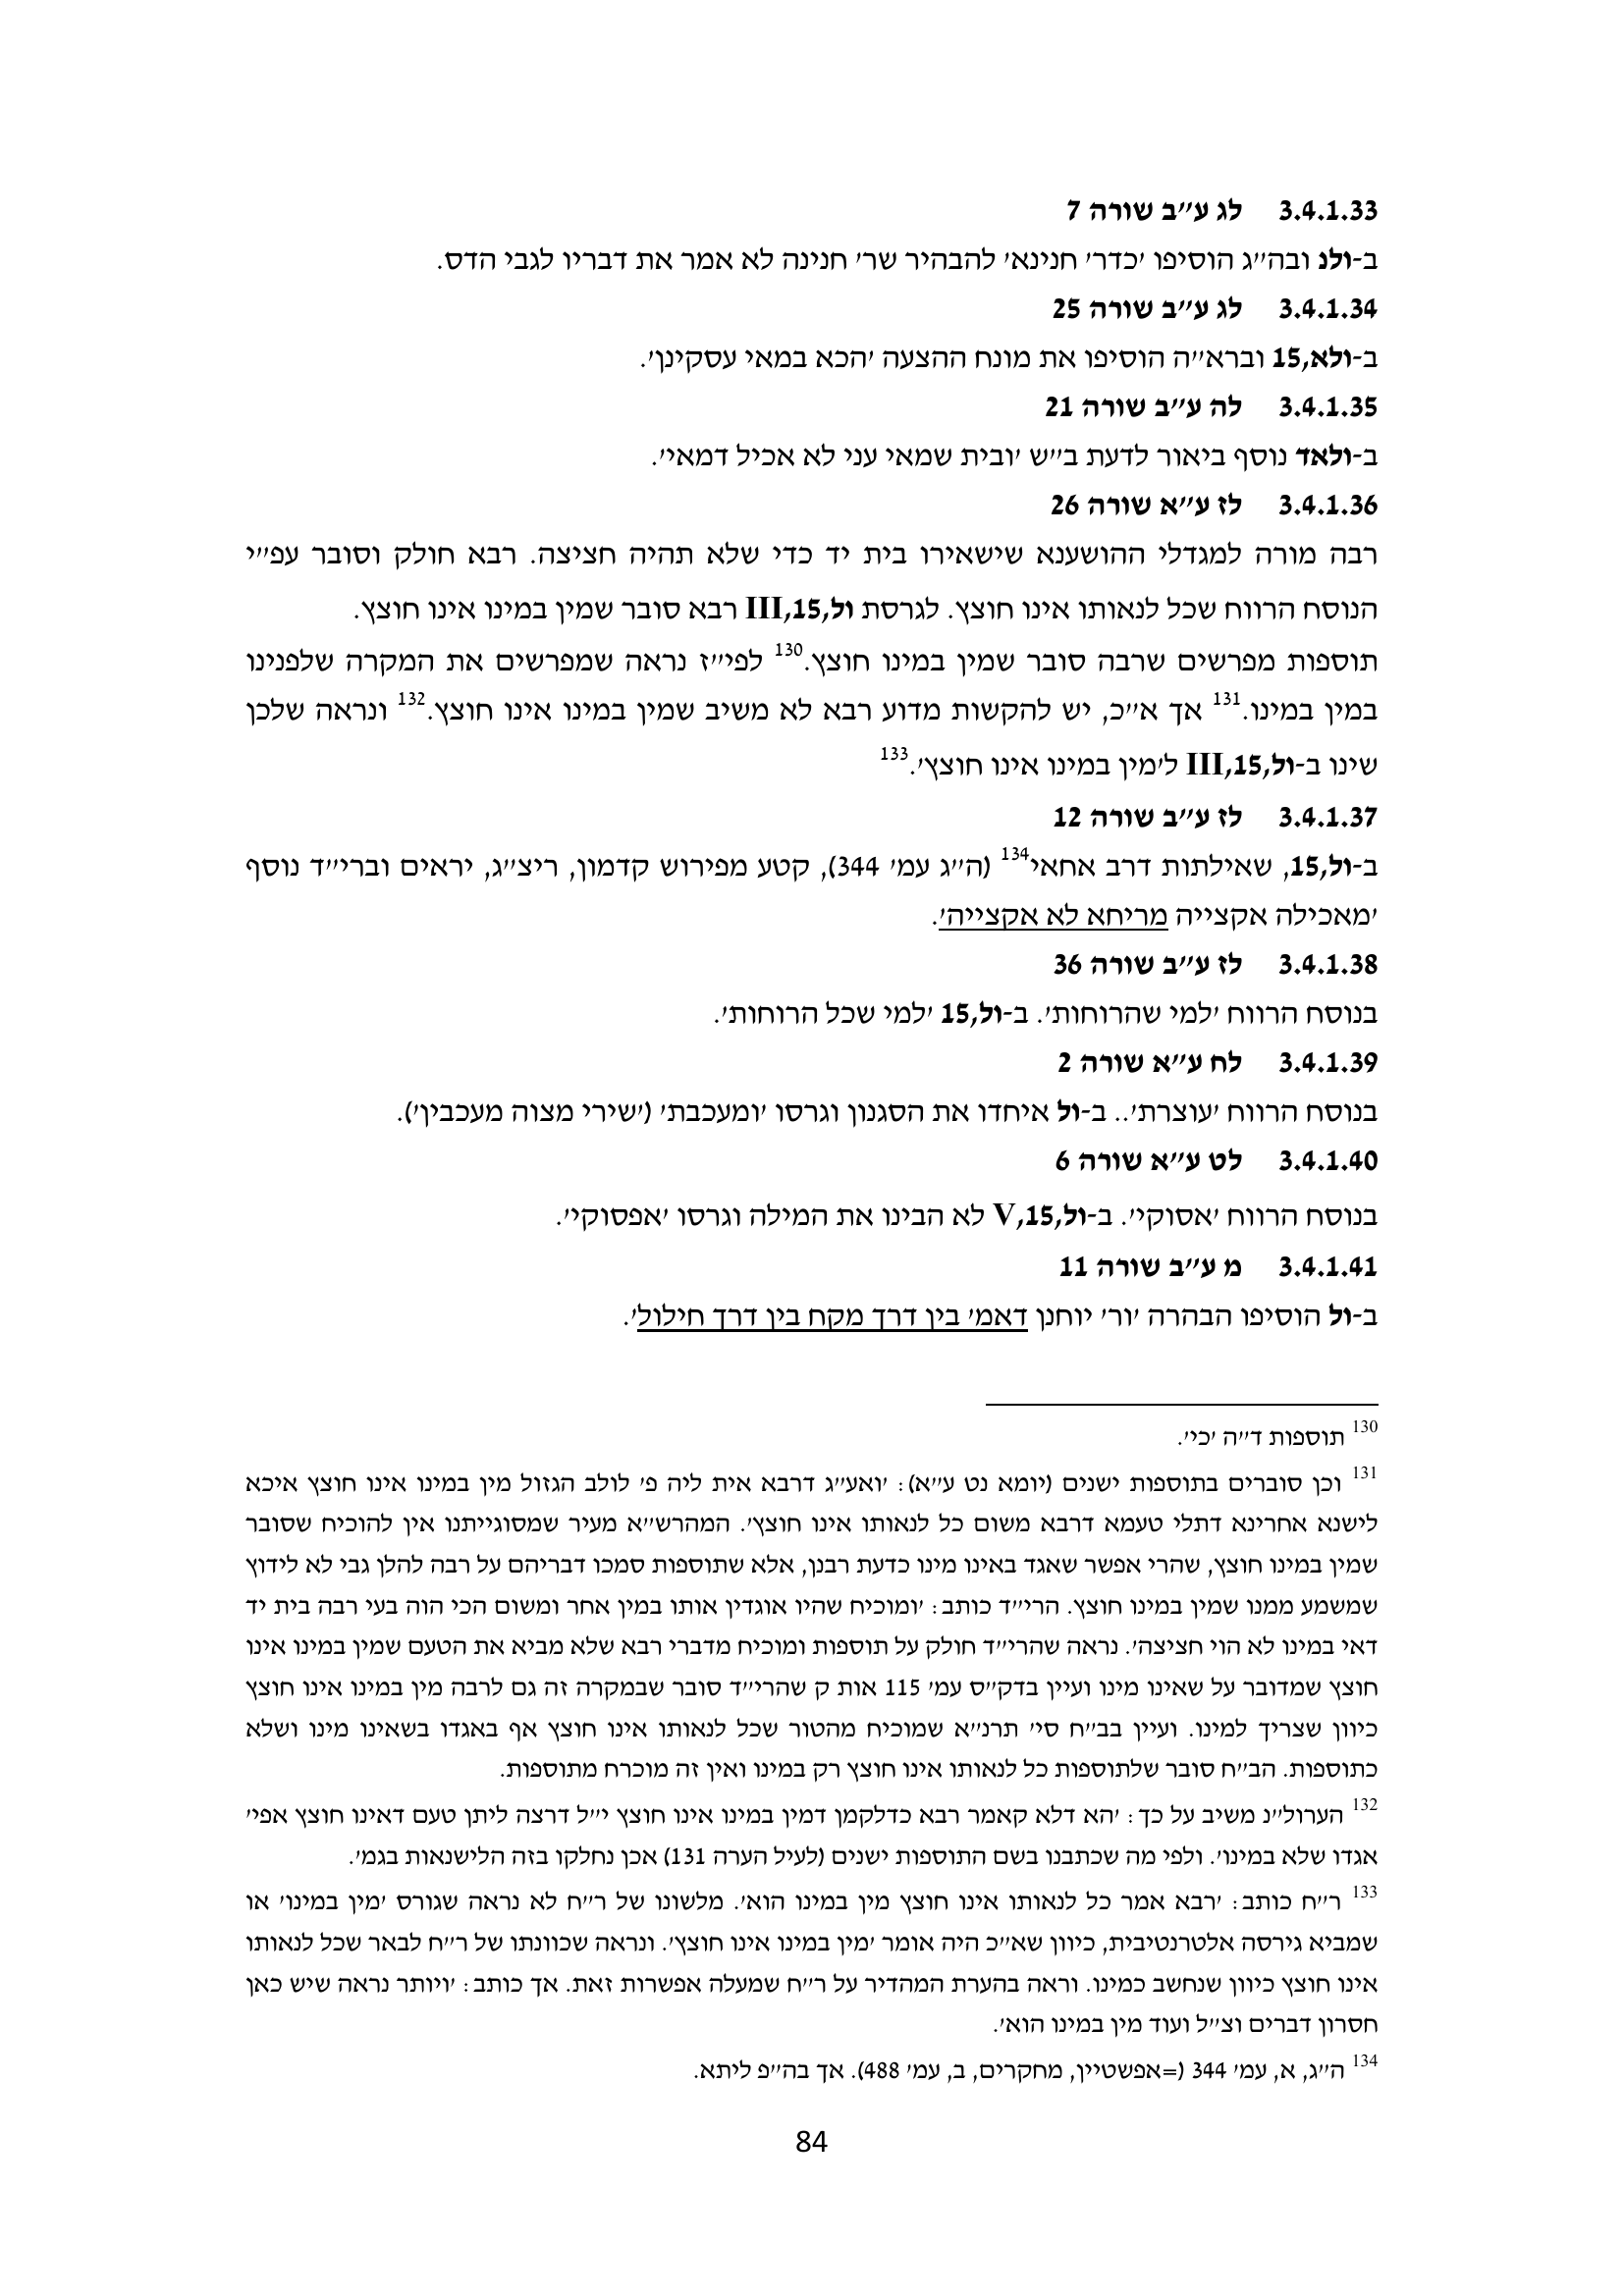 3.4.1.33 לג ע״ב שורה 7
ב-ולנ ובה״ג הוסיפו ׳כדר׳ חנינא׳ להבהיר שר׳ חנינה לא אמר את דבריו לגבי הדס.
3.4.1.34 לג ע״ב שורה 25
ב-ולא,15 וברא״ה הוסיפו את מונח ההצעה ׳הכא במאי עסקינן׳.
3.4.1.35 לה ע״ב שורה 21
ב-ולאד נוסף ביאור לדעת ב״ש ׳ובית שמאי עני לא אכיל דמאי׳.
3.4.1.36 לז ע״א שורה 26
רבה מורה למגדלי ההושענא שישאירו בית יד כדי שלא תהיה חציצה. רבא חולק וסובר עפ״י
הנוסח הרווח שכל לנאותו אינו חוצץ. לגרסת ול,15,III רבא סובר שמין במינו אינו חוצץ.
תוספות מפרשים שרבה סובר שמין במינו חוצץ.130 לפי״ז נראה שמפרשים את המקרה שלפנינו
במין במינו.131 אך א״כ, יש להקשות מדוע רבא לא משיב שמין במינו אינו חוצץ.132 ונראה שלכן
שינו ב-ול,15,III ל׳מין במינו אינו חוצץ׳.133
3.4.1.37 לז ע״ב שורה 12
ב-ול,15, שאילתות דרב אחאי134 (ה״ג עמ׳ 344), קטע מפירוש קדמון, ריצ״ג, יראים וברי״ד נוסף
׳מאכילה אקצייה מריחא לא אקצייה׳.
3.4.1.38 לז ע״ב שורה 36
בנוסח הרווח ׳למי שהרוחות׳. ב-ול,15 ׳למי שכל הרוחות׳.
3.4.1.39 לח ע״א שורה 2
בנוסח הרווח ׳עוצרת׳.. ב-ול איחדו את הסגנון וגרסו ׳ומעכבת׳ (׳שירי מצוה מעכבין׳).
3.4.1.40 לט ע״א שורה 6
בנוסח הרווח ׳אסוקי׳. ב-ול,15,V לא הבינו את המילה וגרסו ׳אפסוקי׳.
3.4.1.41 מ ע״ב שורה 11
ב-ול הוסיפו הבהרה ׳ור׳ יוחנן דאמ׳ בין דרך מקח בין דרך חילול׳.
130 תוספות ד״ה ׳כי׳.
131 וכן סוברים בתוספות ישנים (יומא נט ע״א): ׳ואע״ג דרבא אית ליה פ׳ לולב הגזול מין במינו אינו חוצץ איכא
לישנא אחרינא דתלי טעמא דרבא משום כל לנאותו אינו חוצץ׳. המהרש״א מעיר שמסוגייתנו אין להוכיח שסובר
שמין במינו חוצץ, שהרי אפשר שאגד באינו מינו כדעת רבנן, אלא שתוספות סמכו דבריהם על רבה להלן גבי לא לידוץ
שמשמע ממנו שמין במינו חוצץ. הרי״ד כותב: ׳ומוכיח שהיו אוגדין אותו במין אחר ומשום הכי הוה בעי רבה בית יד
דאי במינו לא הוי חציצה׳. נראה שהרי״ד חולק על תוספות ומוכיח מדברי רבא שלא מביא את הטעם שמין במינו אינו
חוצץ שמדובר על שאינו מינו ועיין בדק״ס עמ׳ 115 אות ק שהרי״ד סובר שבמקרה זה גם לרבה מין במינו אינו חוצץ
כיוון שצריך למינו. ועיין בב״ח סי׳ תרנ״א שמוכיח מהטור שכל לנאותו אינו חוצץ אף באגדו בשאינו מינו ושלא
כתוספות. הב״ח סובר שלתוספות כל לנאותו אינו חוצץ רק במינו ואין זה מוכרח מתוספות.
132 הערול״נ משיב על כך: ׳הא דלא קאמר רבא כדלקמן דמין במינו אינו חוצץ י״ל דרצה ליתן טעם דאינו חוצץ אפי׳
אגדו שלא במינו׳. ולפי מה שכתבנו בשם התוספות ישנים (לעיל הערה 131) אכן נחלקו בזה הלישנאות בגמ׳.
133 ר״ח כותב: ׳רבא אמר כל לנאותו אינו חוצץ מין במינו הוא׳. מלשונו של ר״ח לא נראה שגורס ׳מין במינו׳ או
שמביא גירסה אלטרנטיבית, כיוון שא״כ היה אומר ׳מין במינו אינו חוצץ׳. ונראה שכוונתו של ר״ח לבאר שכל לנאותו
אינו חוצץ כיוון שנחשב כמינו. וראה בהערת המהדיר על ר״ח שמעלה אפשרות זאת. אך כותב: ׳ויותר נראה שיש כאן
חסרון דברים וצ״ל ועוד מין במינו הוא׳.
134 ה״ג, א, עמ׳ 344 (=אפשטיין, מחקרים, ב, עמ׳ 488). אך בה״פ ליתא.
84